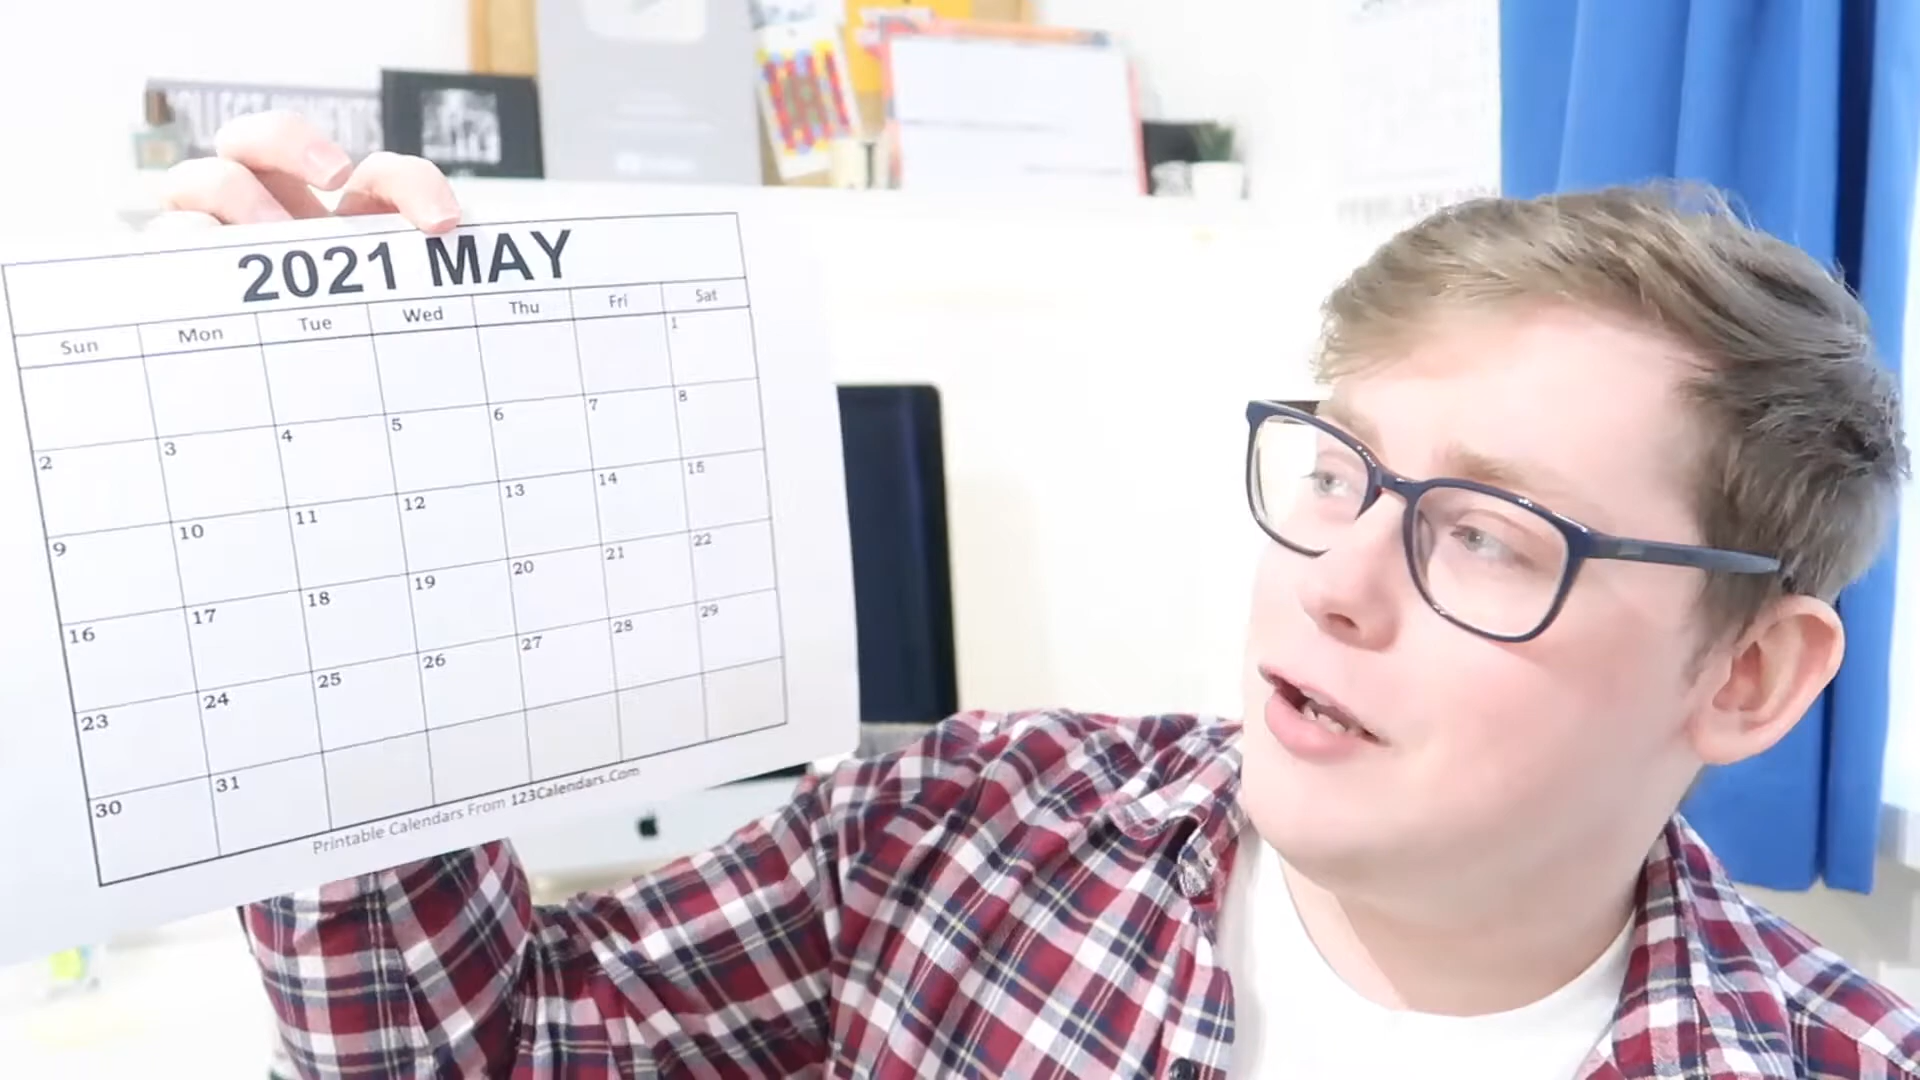 2021 MAY
Sun Mon Tue Wed Thu Fri Sat
1
2 3 4 5 6 7 8
9 10 11 12 13 14 15
16 17 18 19 20 21 22
23 24 25 26 27 28 29
30 31
Printable Calendars From 123Calendars.Com